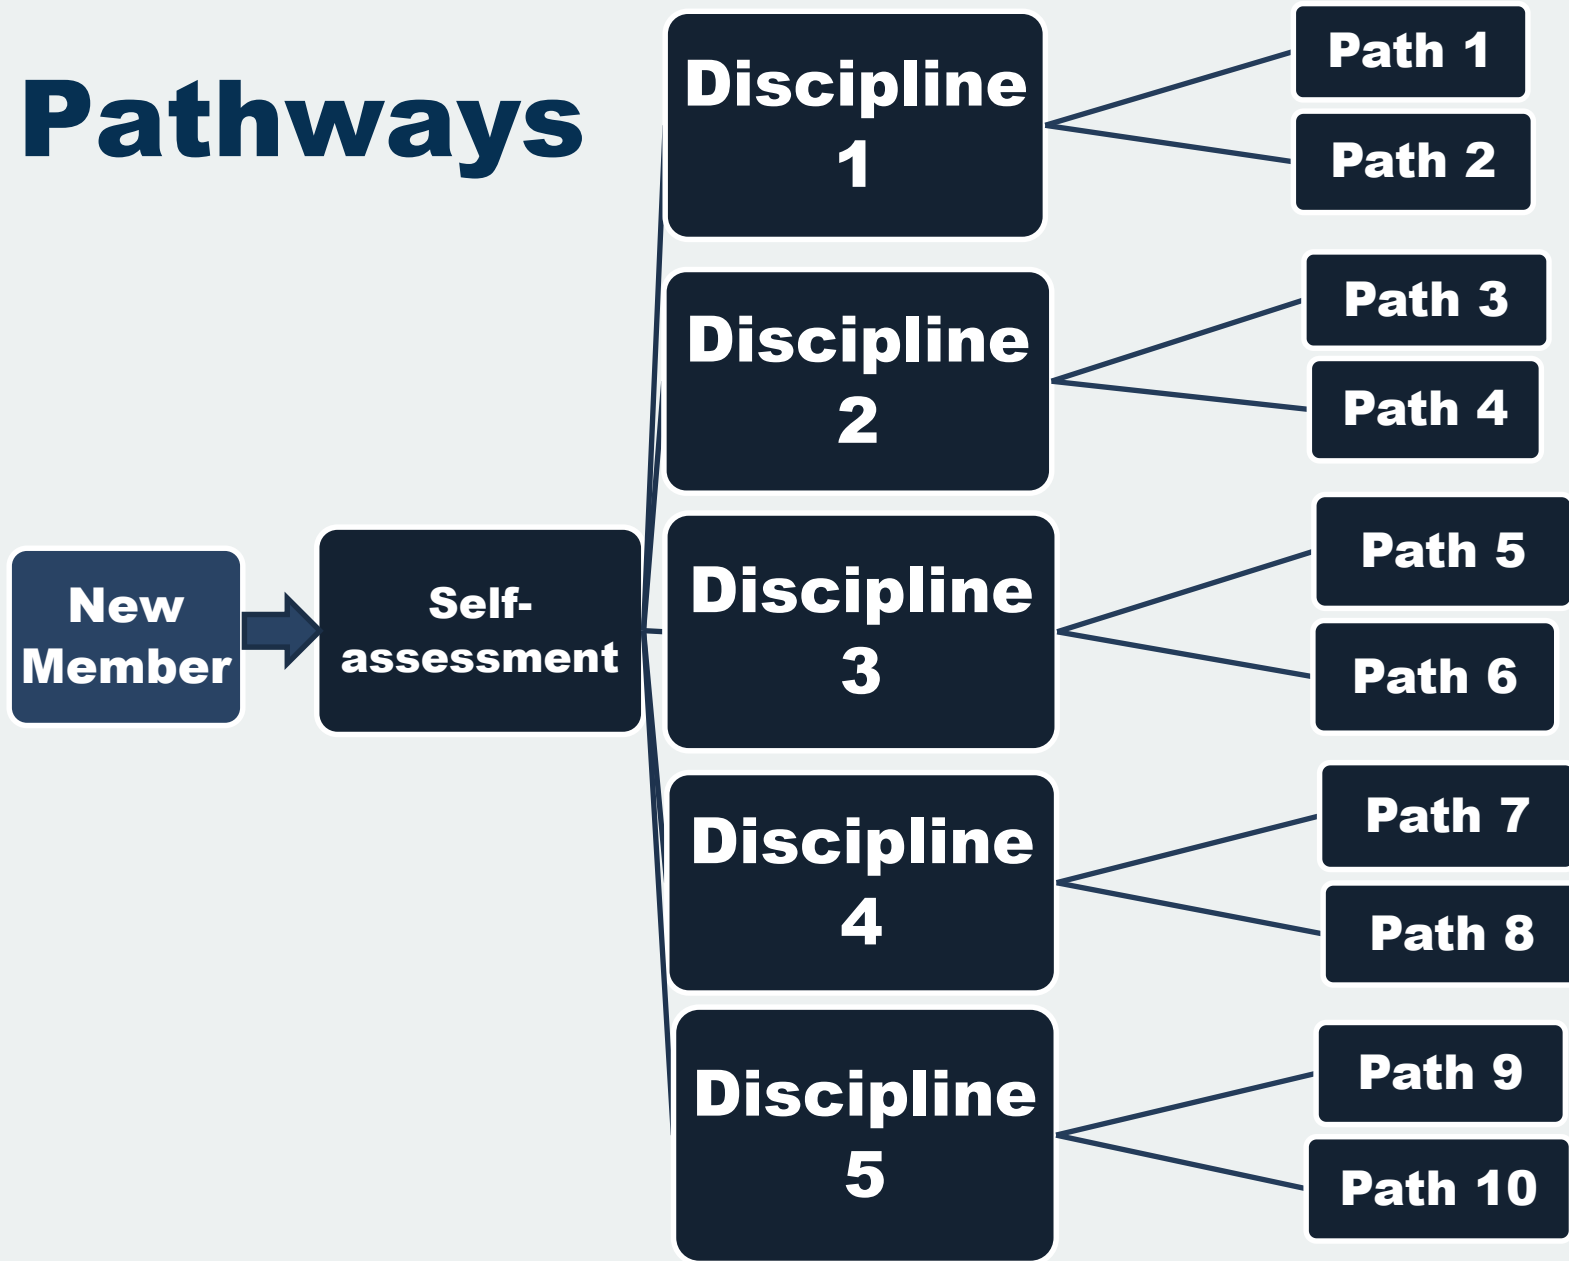 Pathways
New
Member
Self-
assessment
Discipline
1
Path 1
Path 2
Discipline
2
Path 3
Path 4
Discipline
3
Path 5
Path 6
Discipline
4
Path 7
Path 8
Discipline
5
Path 9
Path 10